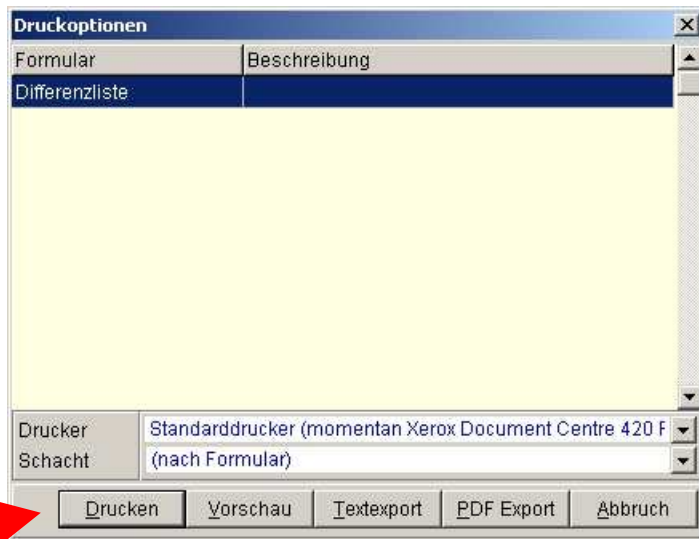 Druckoptionen
Formular Beschreibung
Differenzliste
Drucker Standarddrucker (momentan Xerox Document Centre 420 F
Schacht (nach Formular)
Drucken Vorschau Textexport PDF Export Abbruch